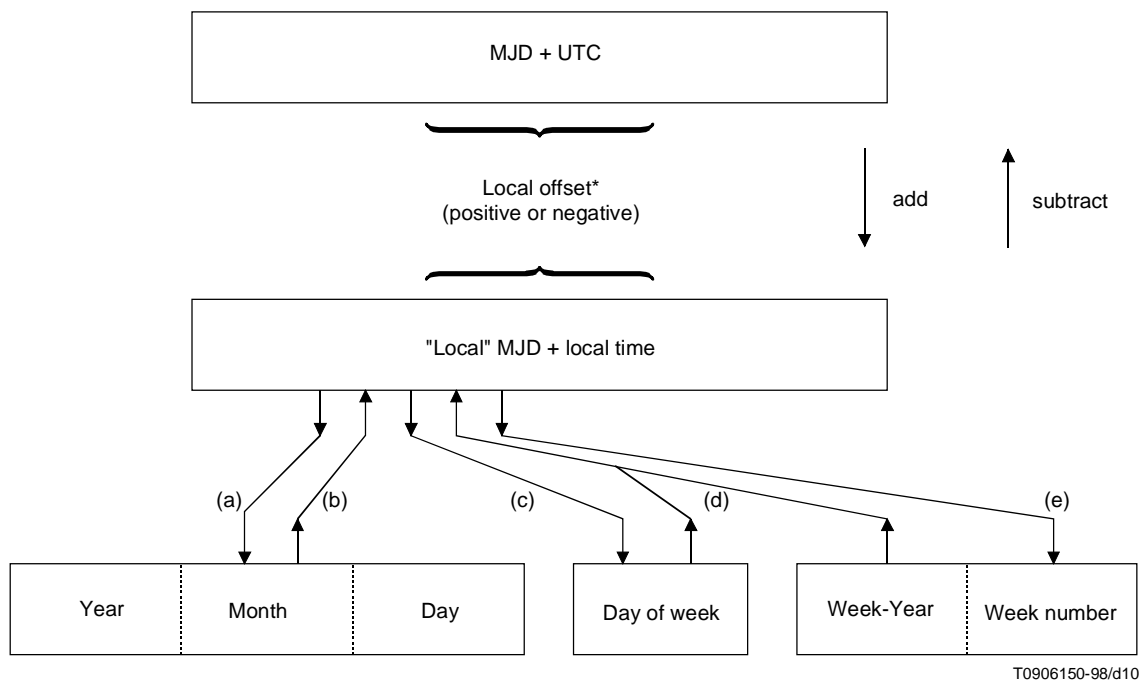 MJD + UTC
Local offset*
(positive or negative)
add
subtract
"Local" MJD + local time
(a)
(b)
(c)
(d)
(e)
Year
Month
Day
Day of week
Week-Year
Week number
T0906150-98/d10